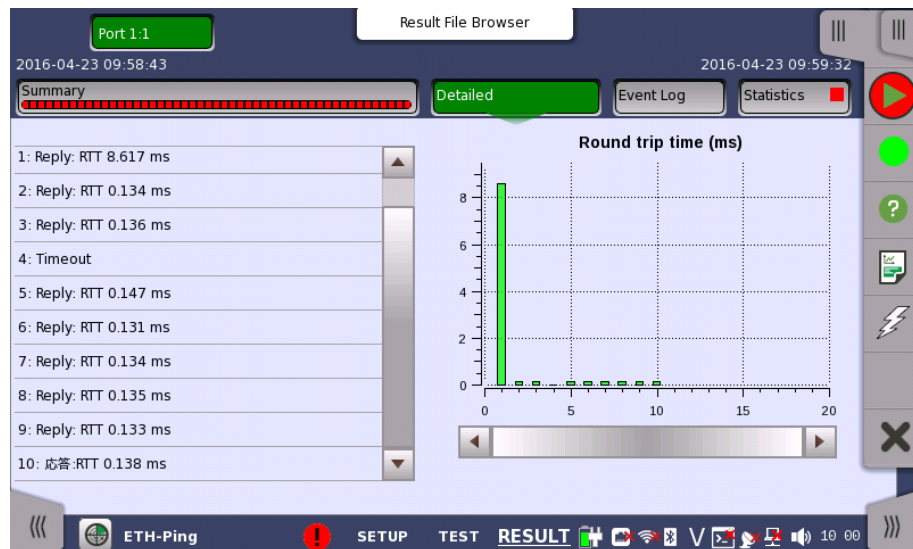 Port 1:1
Result File Browser
2016-04-23 09:58:43
2016-04-23 09:59:32
Summary
Detailed
Event Log
Statistics
1: Reply: RTT 8.617 ms
2: Reply: RTT 0.134 ms
3: Reply: RTT 0.136 ms
4: Timeout
5: Reply: RTT 0.147 ms
6: Reply: RTT 0.131 ms
7: Reply: RTT 0.134 ms
8: Reply: RTT 0.135 ms
9: Reply: RTT 0.133 ms
10: 応答:RTT 0.138 ms
Round trip time (ms)
8
6
4
2
0
0 5 10 15 20
ETH-Ping
SETUP
TEST
RESULT
V
10 00